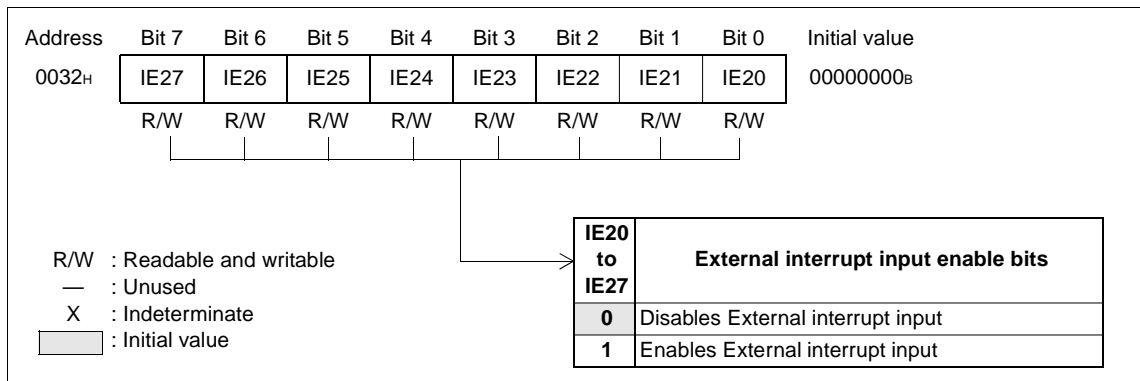 Address Bit 7 Bit 6 Bit 5 Bit 4 Bit 3 Bit 2 Bit 1 Bit 0 Initial value
0032H IE27 IE26 IE25 IE24 IE23 IE22 IE21 IE20 00000000B
R/W R/W R/W R/W R/W R/W R/W R/W
IE20 to IE27 External interrupt input enable bits
0 Disables External interrupt input
1 Enables External interrupt input
R/W : Readable and writable
— : Unused
X : Indeterminate
: Initial value